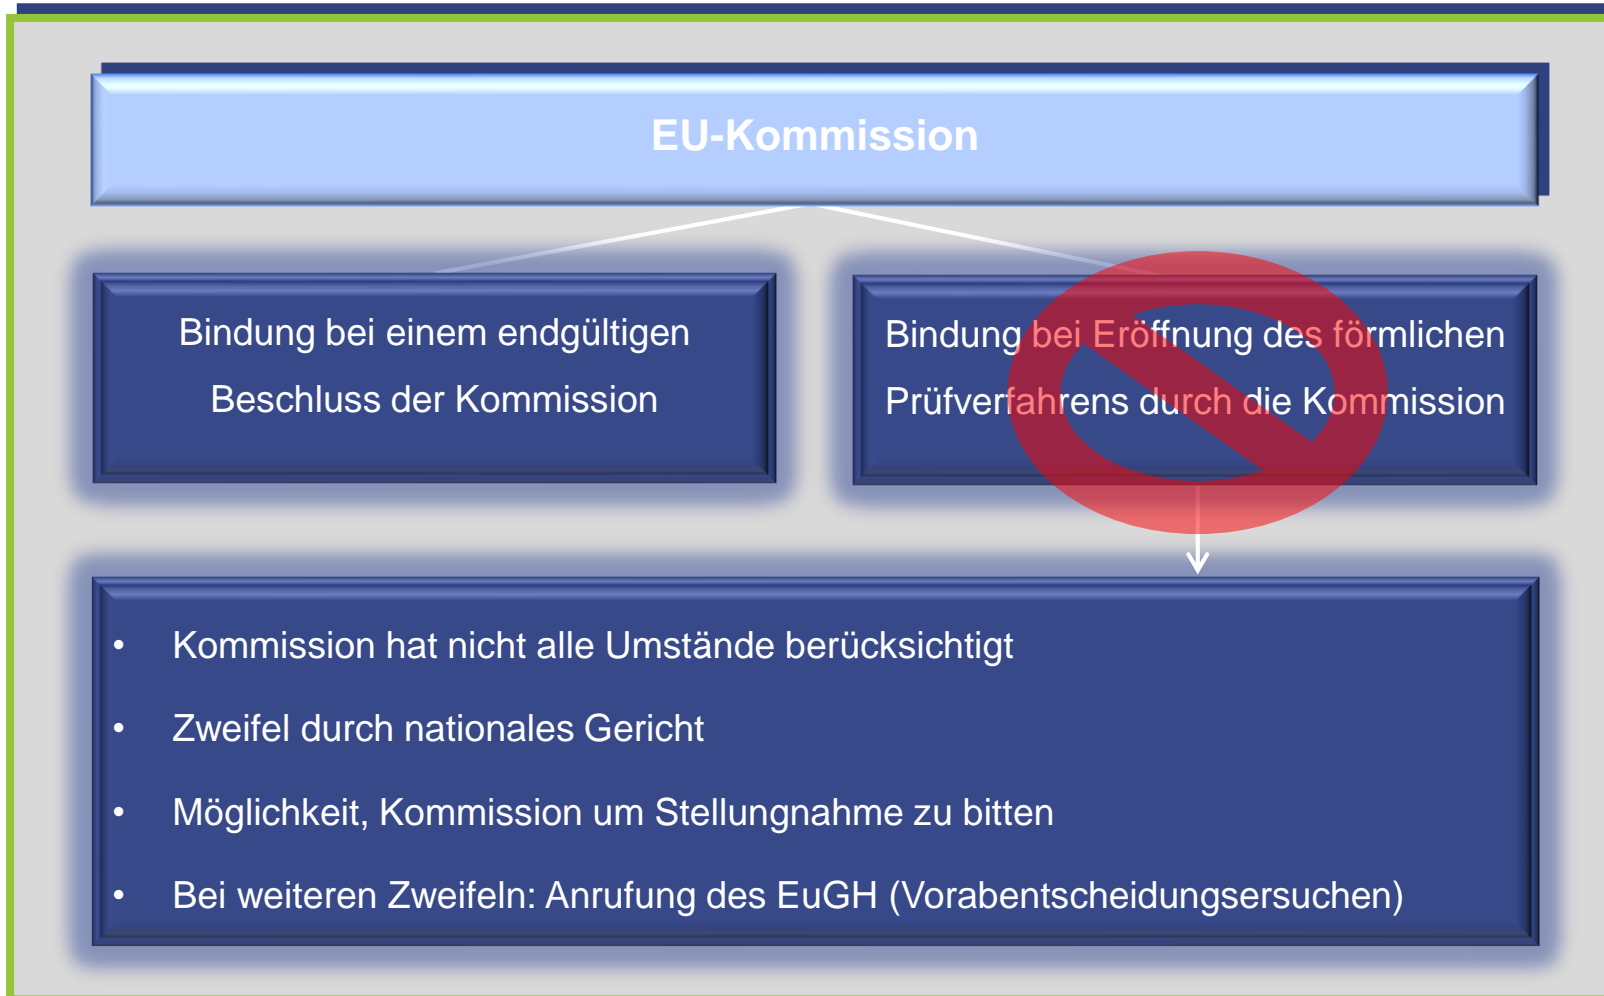 EU-Kommission
Bindung bei einem endgültigen
Beschluss der Kommission
Bindung bei Eröffnung des förmlichen
Prüfverfahrens durch die Kommission
• Kommission hat nicht alle Umstände berücksichtigt
• Zweifel durch nationales Gericht
• Möglichkeit, Kommission um Stellungnahme zu bitten
• Bei weiteren Zweifeln: Anrufung des EuGH (Vorabentscheidungsersuchen)